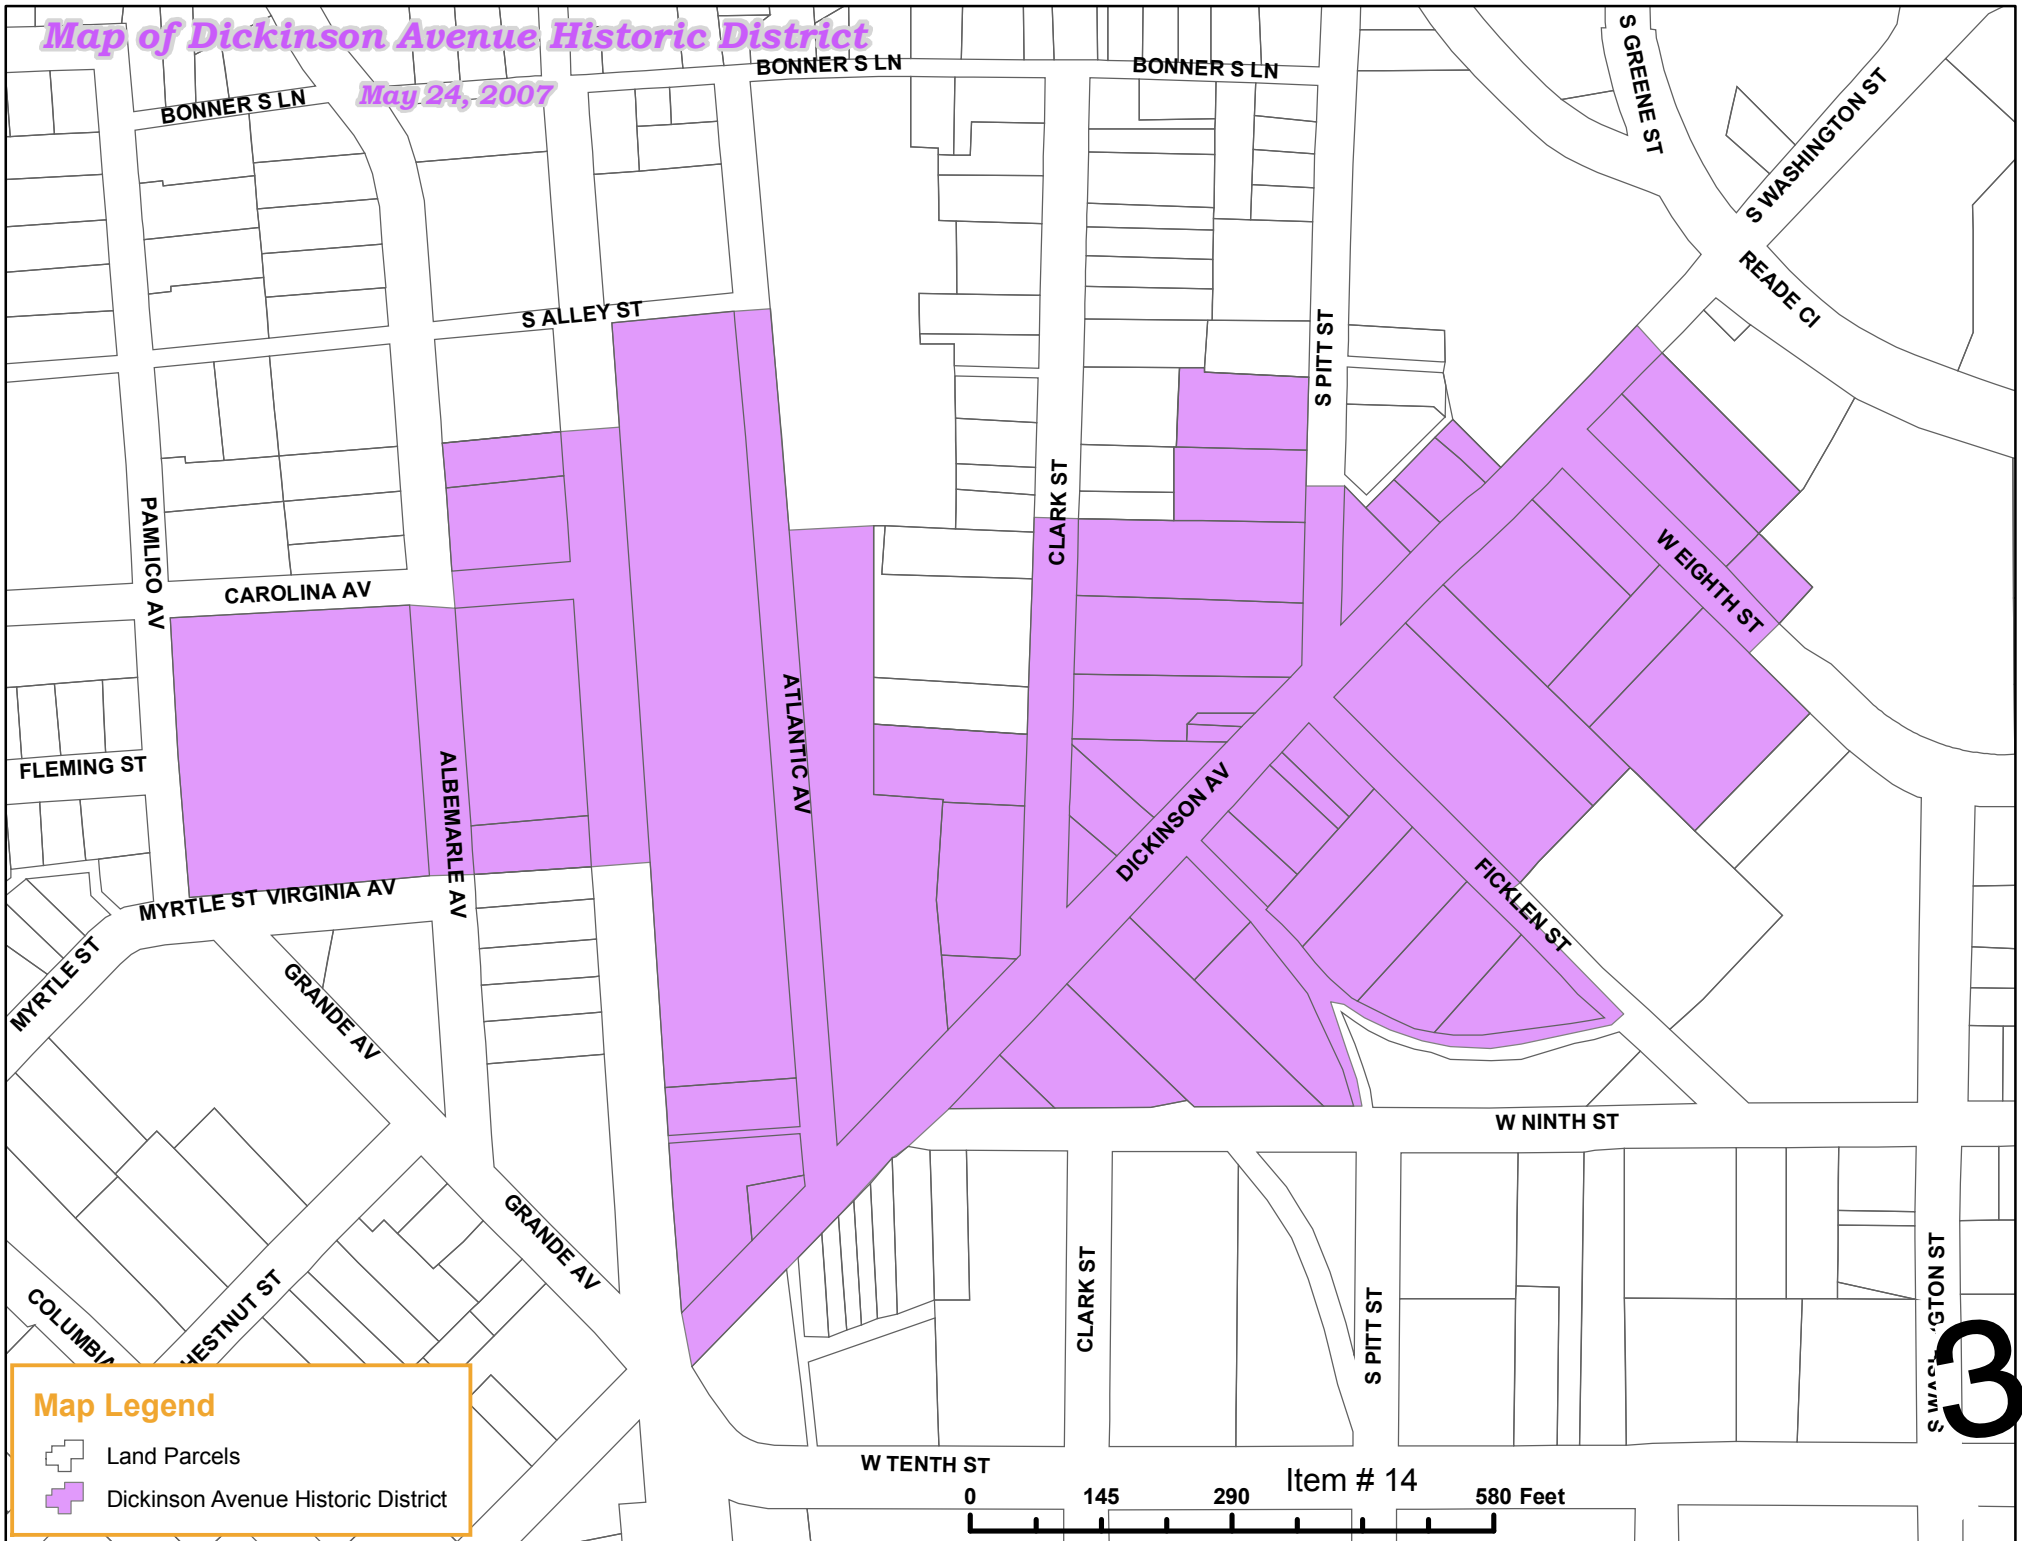 Map of Dickinson Avenue Historic District
May 24, 2007
BONNER S LN
BONNER S LN
BONNER S LN
S GREENE ST
S WASHINGTON ST
READE CI
S ALLEY ST
S PITT ST
CLARK ST
PAMLICO AV
CAROLINA AV
W EIGHTH ST
ATLANTIC AV
ALBEMARLE AV
FLEMING ST
DICKINSON AV
FICKLEN ST
MYRTLE ST
VIRGINIA AV
MYRTLE ST
GRANDE AV
W NINTH ST
GRANDE AV
CLARK ST
S PITT ST
COLUMBIA
HESTNUT ST
GTON ST
3
Map Legend
Land Parcels
Dickinson Avenue Historic District
W TENTH ST
Item # 14
0 145 290 580 Feet